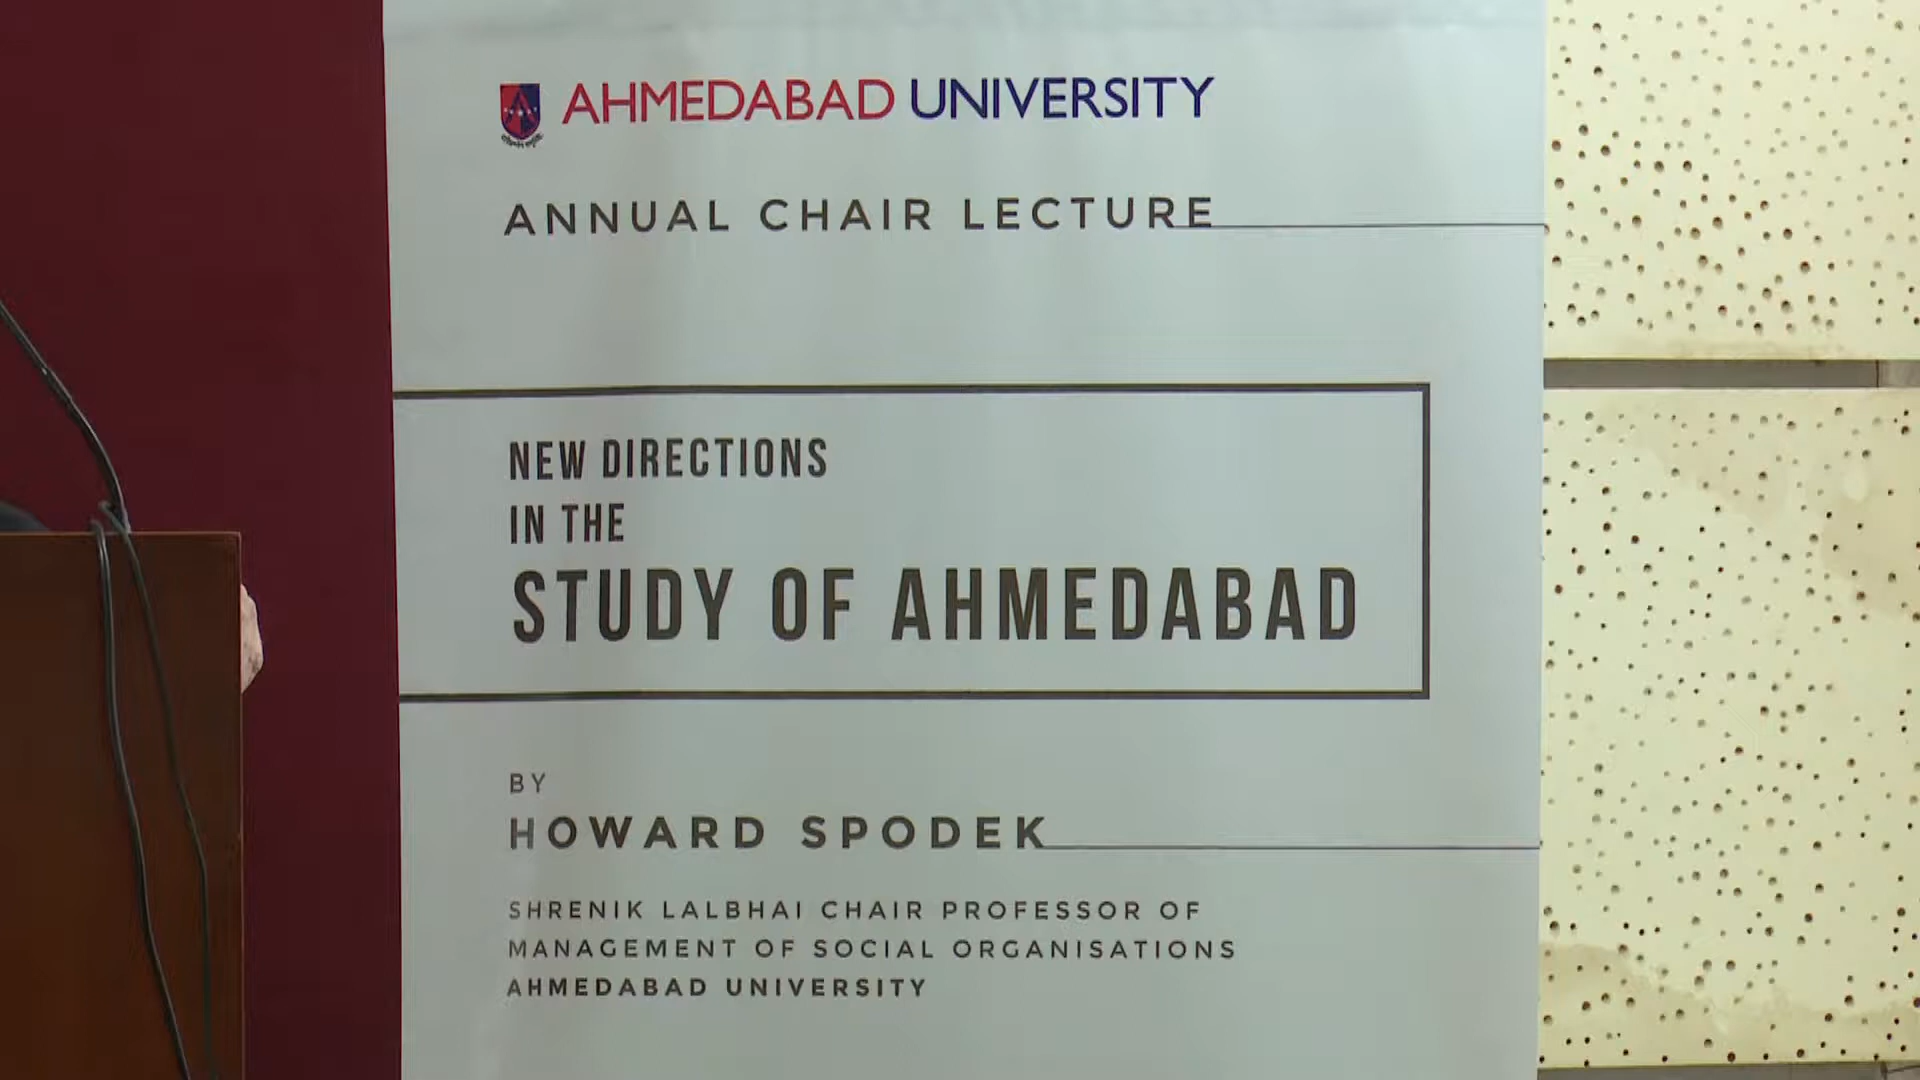 AHMEDABAD UNIVERSITY
ANNUAL CHAIR LECTURE
NEW DIRECTIONS
IN THE
STUDY OF AHMEDABAD
BY
HOWARD SPODEK
SHRENIK LALBHAI CHAIR PROFESSOR OF
MANAGEMENT OF SOCIAL ORGANISATIONS
AHMEDABAD UNIVERSITY